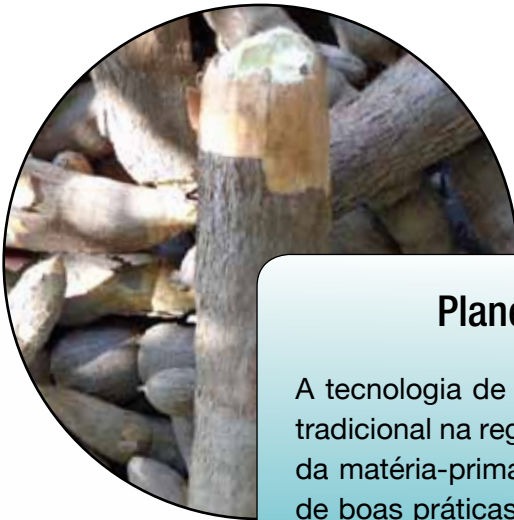 A tecnologia de
tradicional na
da matéria-prima
de boas práticas